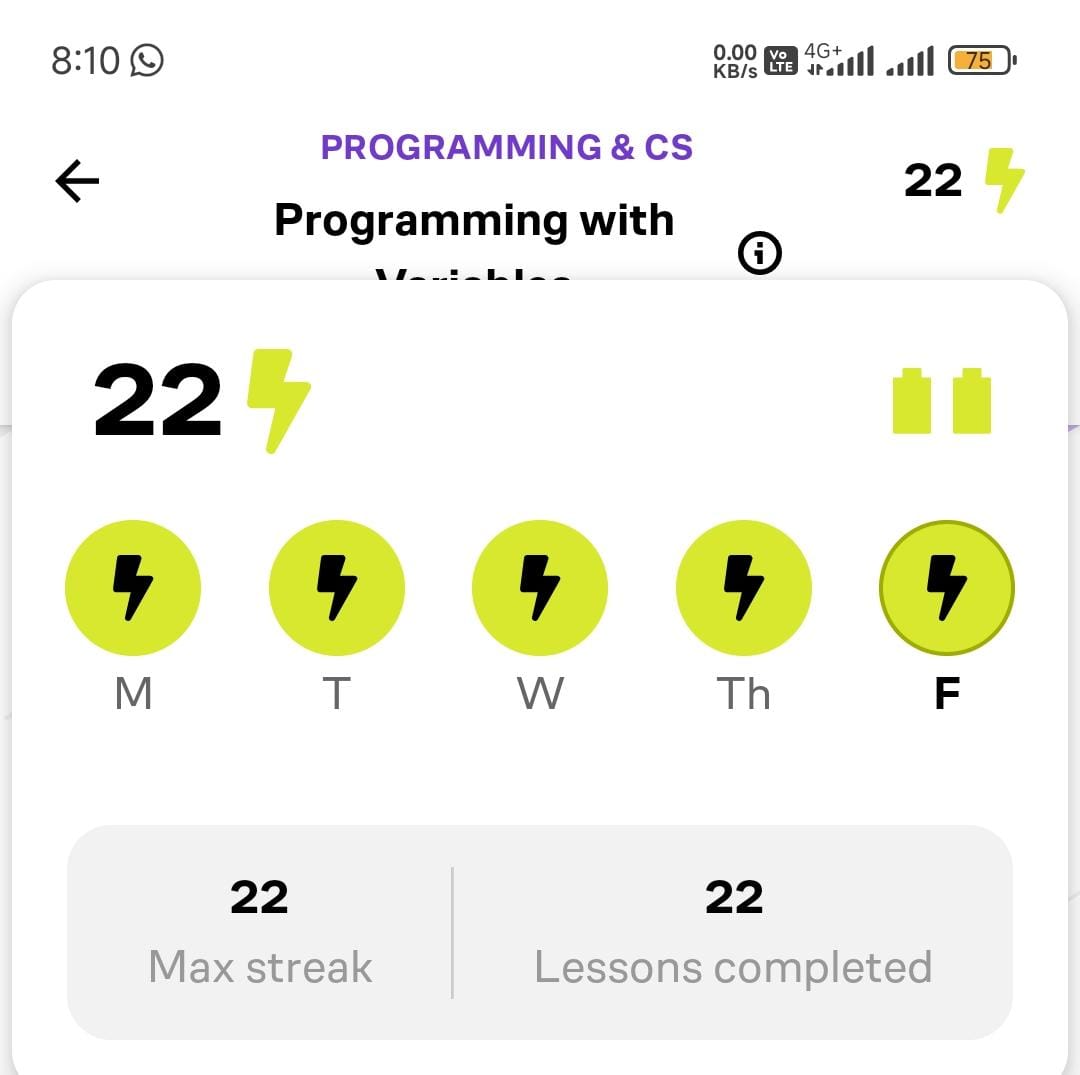 8:10
0.00 KB/s Vo LTE 4G+ 75
PROGRAMMING & CS
22
Programming with
Variables
22
M T W Th F
22 22
Max streak Lessons completed